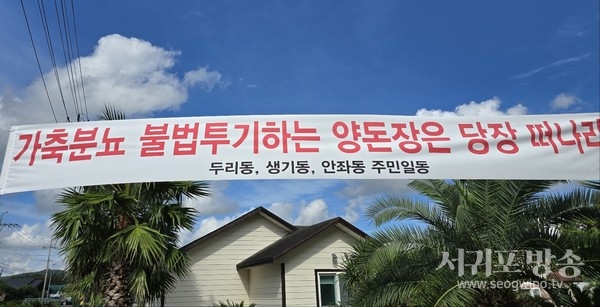 가축분뇨 불법투기하는 양돈장은 당장 떠나라
두리동, 생기동, 안좌동 주민일동
서귀포방송
www.seogwipo.tv